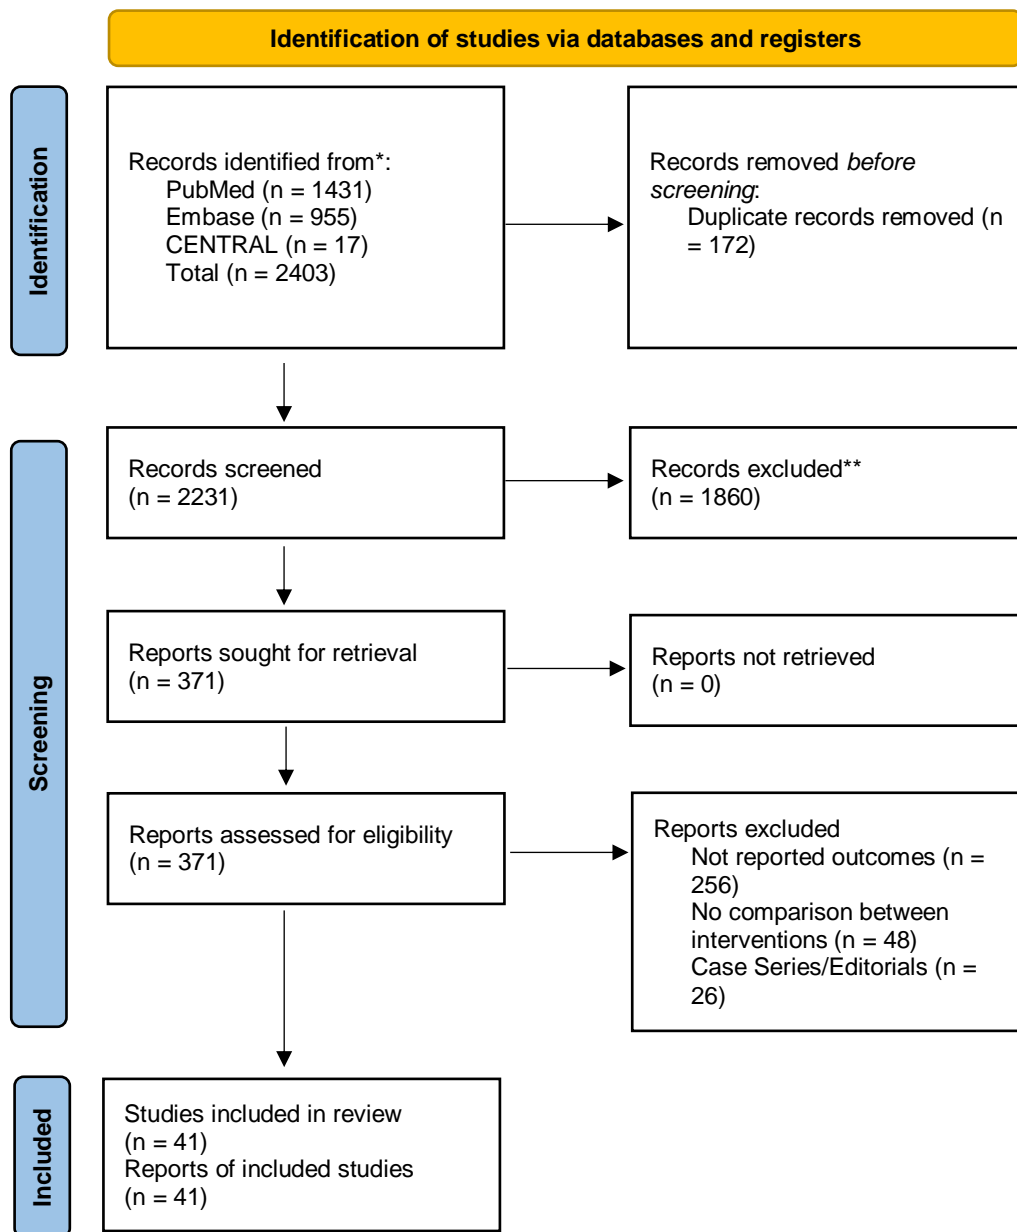 Identification of studies via databases and registers
Identification
Records identified from*:
PubMed (n = 1431)
Embase (n = 955)
CENTRAL (n = 17)
Total (n = 2403)
Records removed before
screening:
Duplicate records removed (n
= 172)
Screening
Records screened
(n = 2231)
Records excluded**
(n = 1860)
Reports sought for retrieval
(n = 371)
Reports not retrieved
(n = 0)
Reports assessed for eligibility
(n = 371)
Reports excluded
Not reported outcomes (n =
256)
No comparison between
interventions (n = 48)
Case Series/Editorials (n =
26)
Included
Studies included in review
(n = 41)
Reports of included studies
(n = 41)